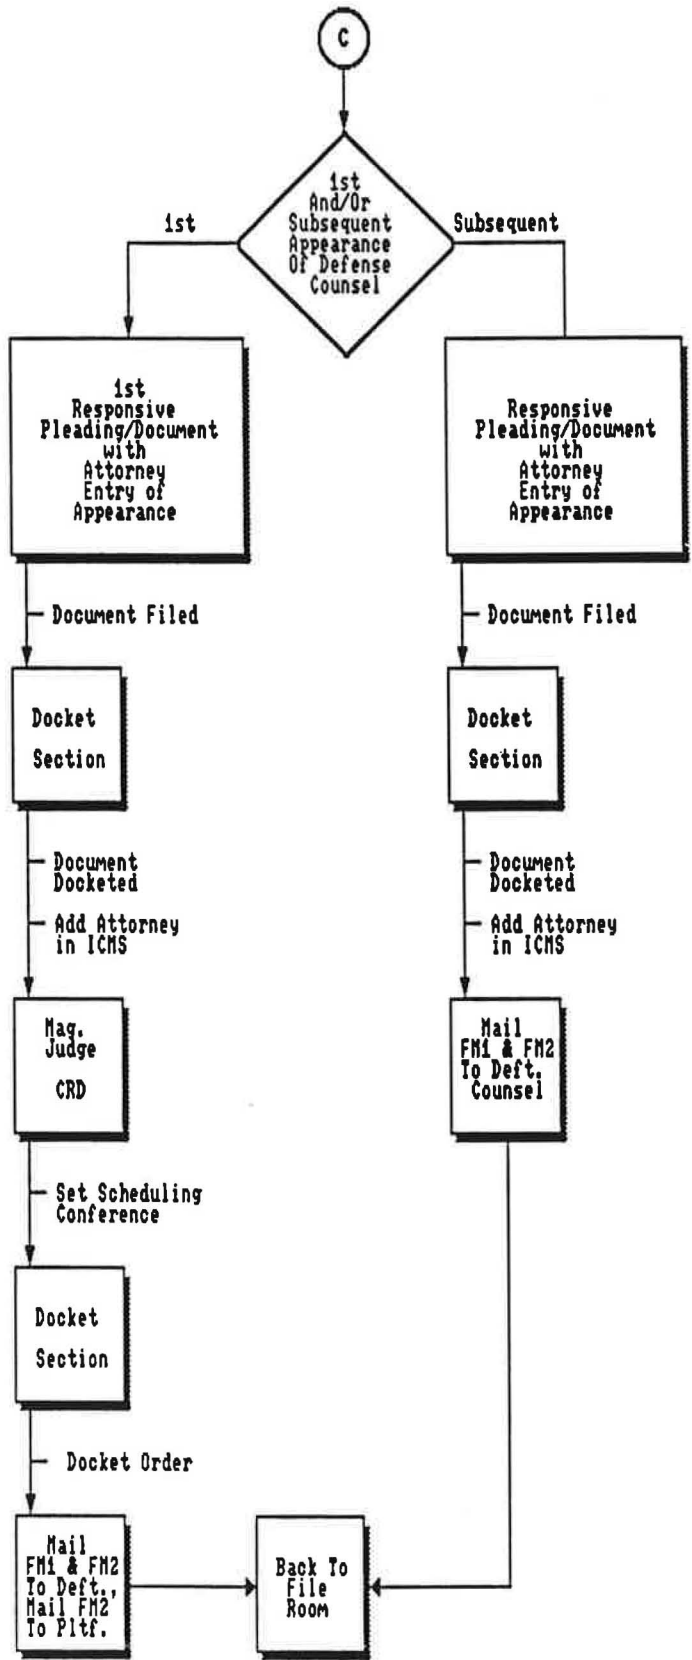 C
1st
And/Or
Subsequent
Appearance
Of Defense
Counsel
1st
Subsequent
1st
Responsive
Pleading/Document
with
Attorney
Entry of
Appearance
Document Filed
Docket
Section
Document
Docketed
Add Attorney
in ICMS
Mag.
Judge
CRD
Set Scheduling
Conference
Docket
Section
Docket Order
Mail
FM1 & FM2
To Deft.,
Mail FM2
To Pltf.
Responsive
Pleading/Document
with
Attorney
Entry of
Appearance
Document Filed
Docket
Section
Document
Docketed
Add Attorney
in ICMS
Mail
FM1 & FM2
To Deft.
Counsel
Back To
File
Room